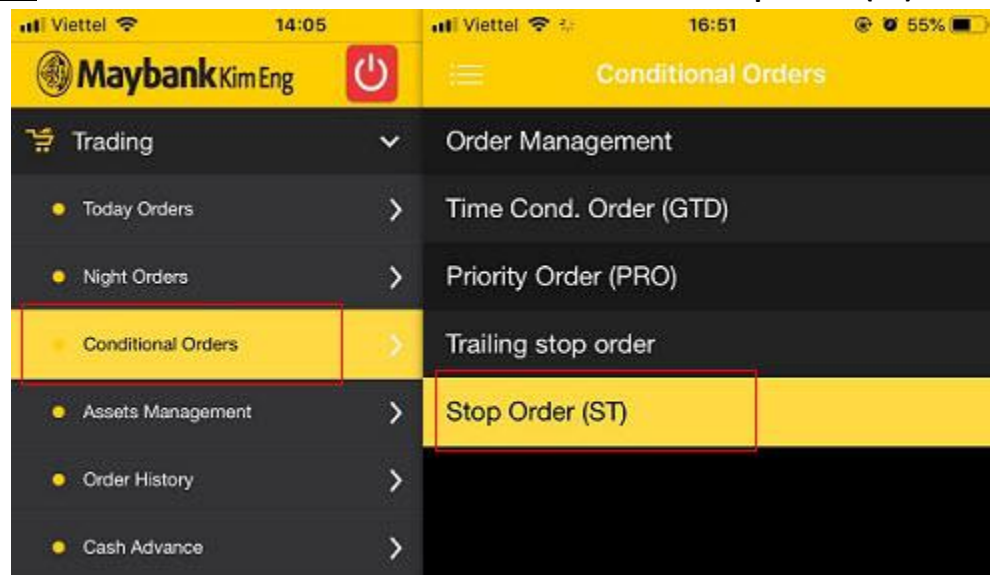 Viettel 14:05
Maybank Kim Eng
Trading
Today Orders
Night Orders
Conditional Orders
Assets Management
Order History
Cash Advance
Viettel 16:51 55%
Conditional Orders
Order Management
Time Cond. Order (GTD)
Priority Order (PRO)
Trailing stop order
Stop Order (ST)